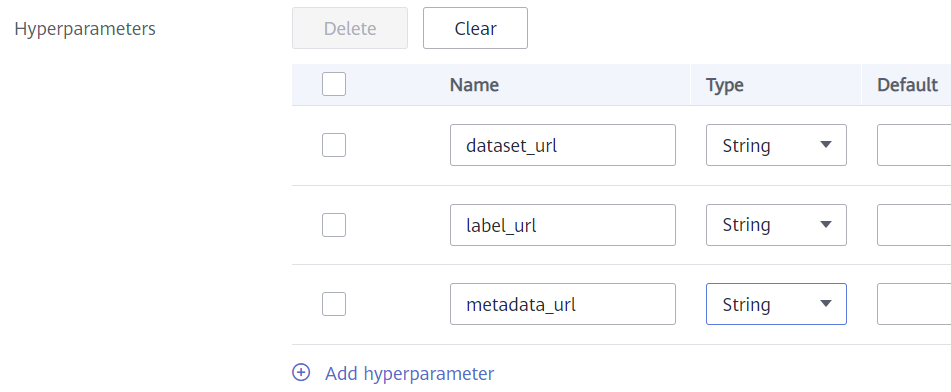 Hyperparameters Delete Clear
Name Type Default
dataset_url String
label_url String
metadata_url String
Add hyperparameter